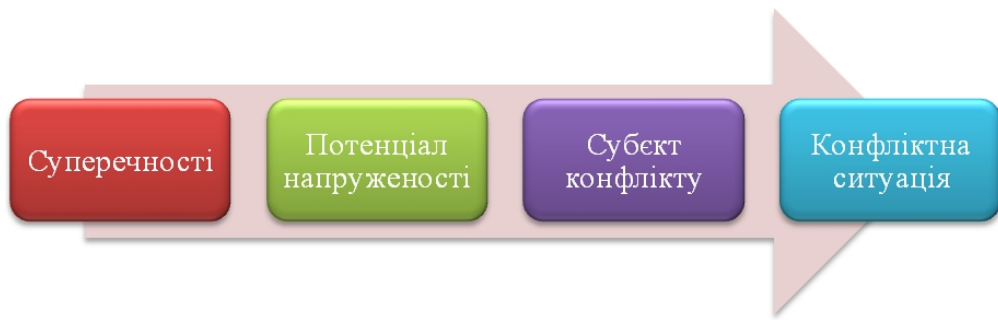 Суперечності
Потенціал
напруженості
Субєкт
конфлікту
Конфліктна
ситуація